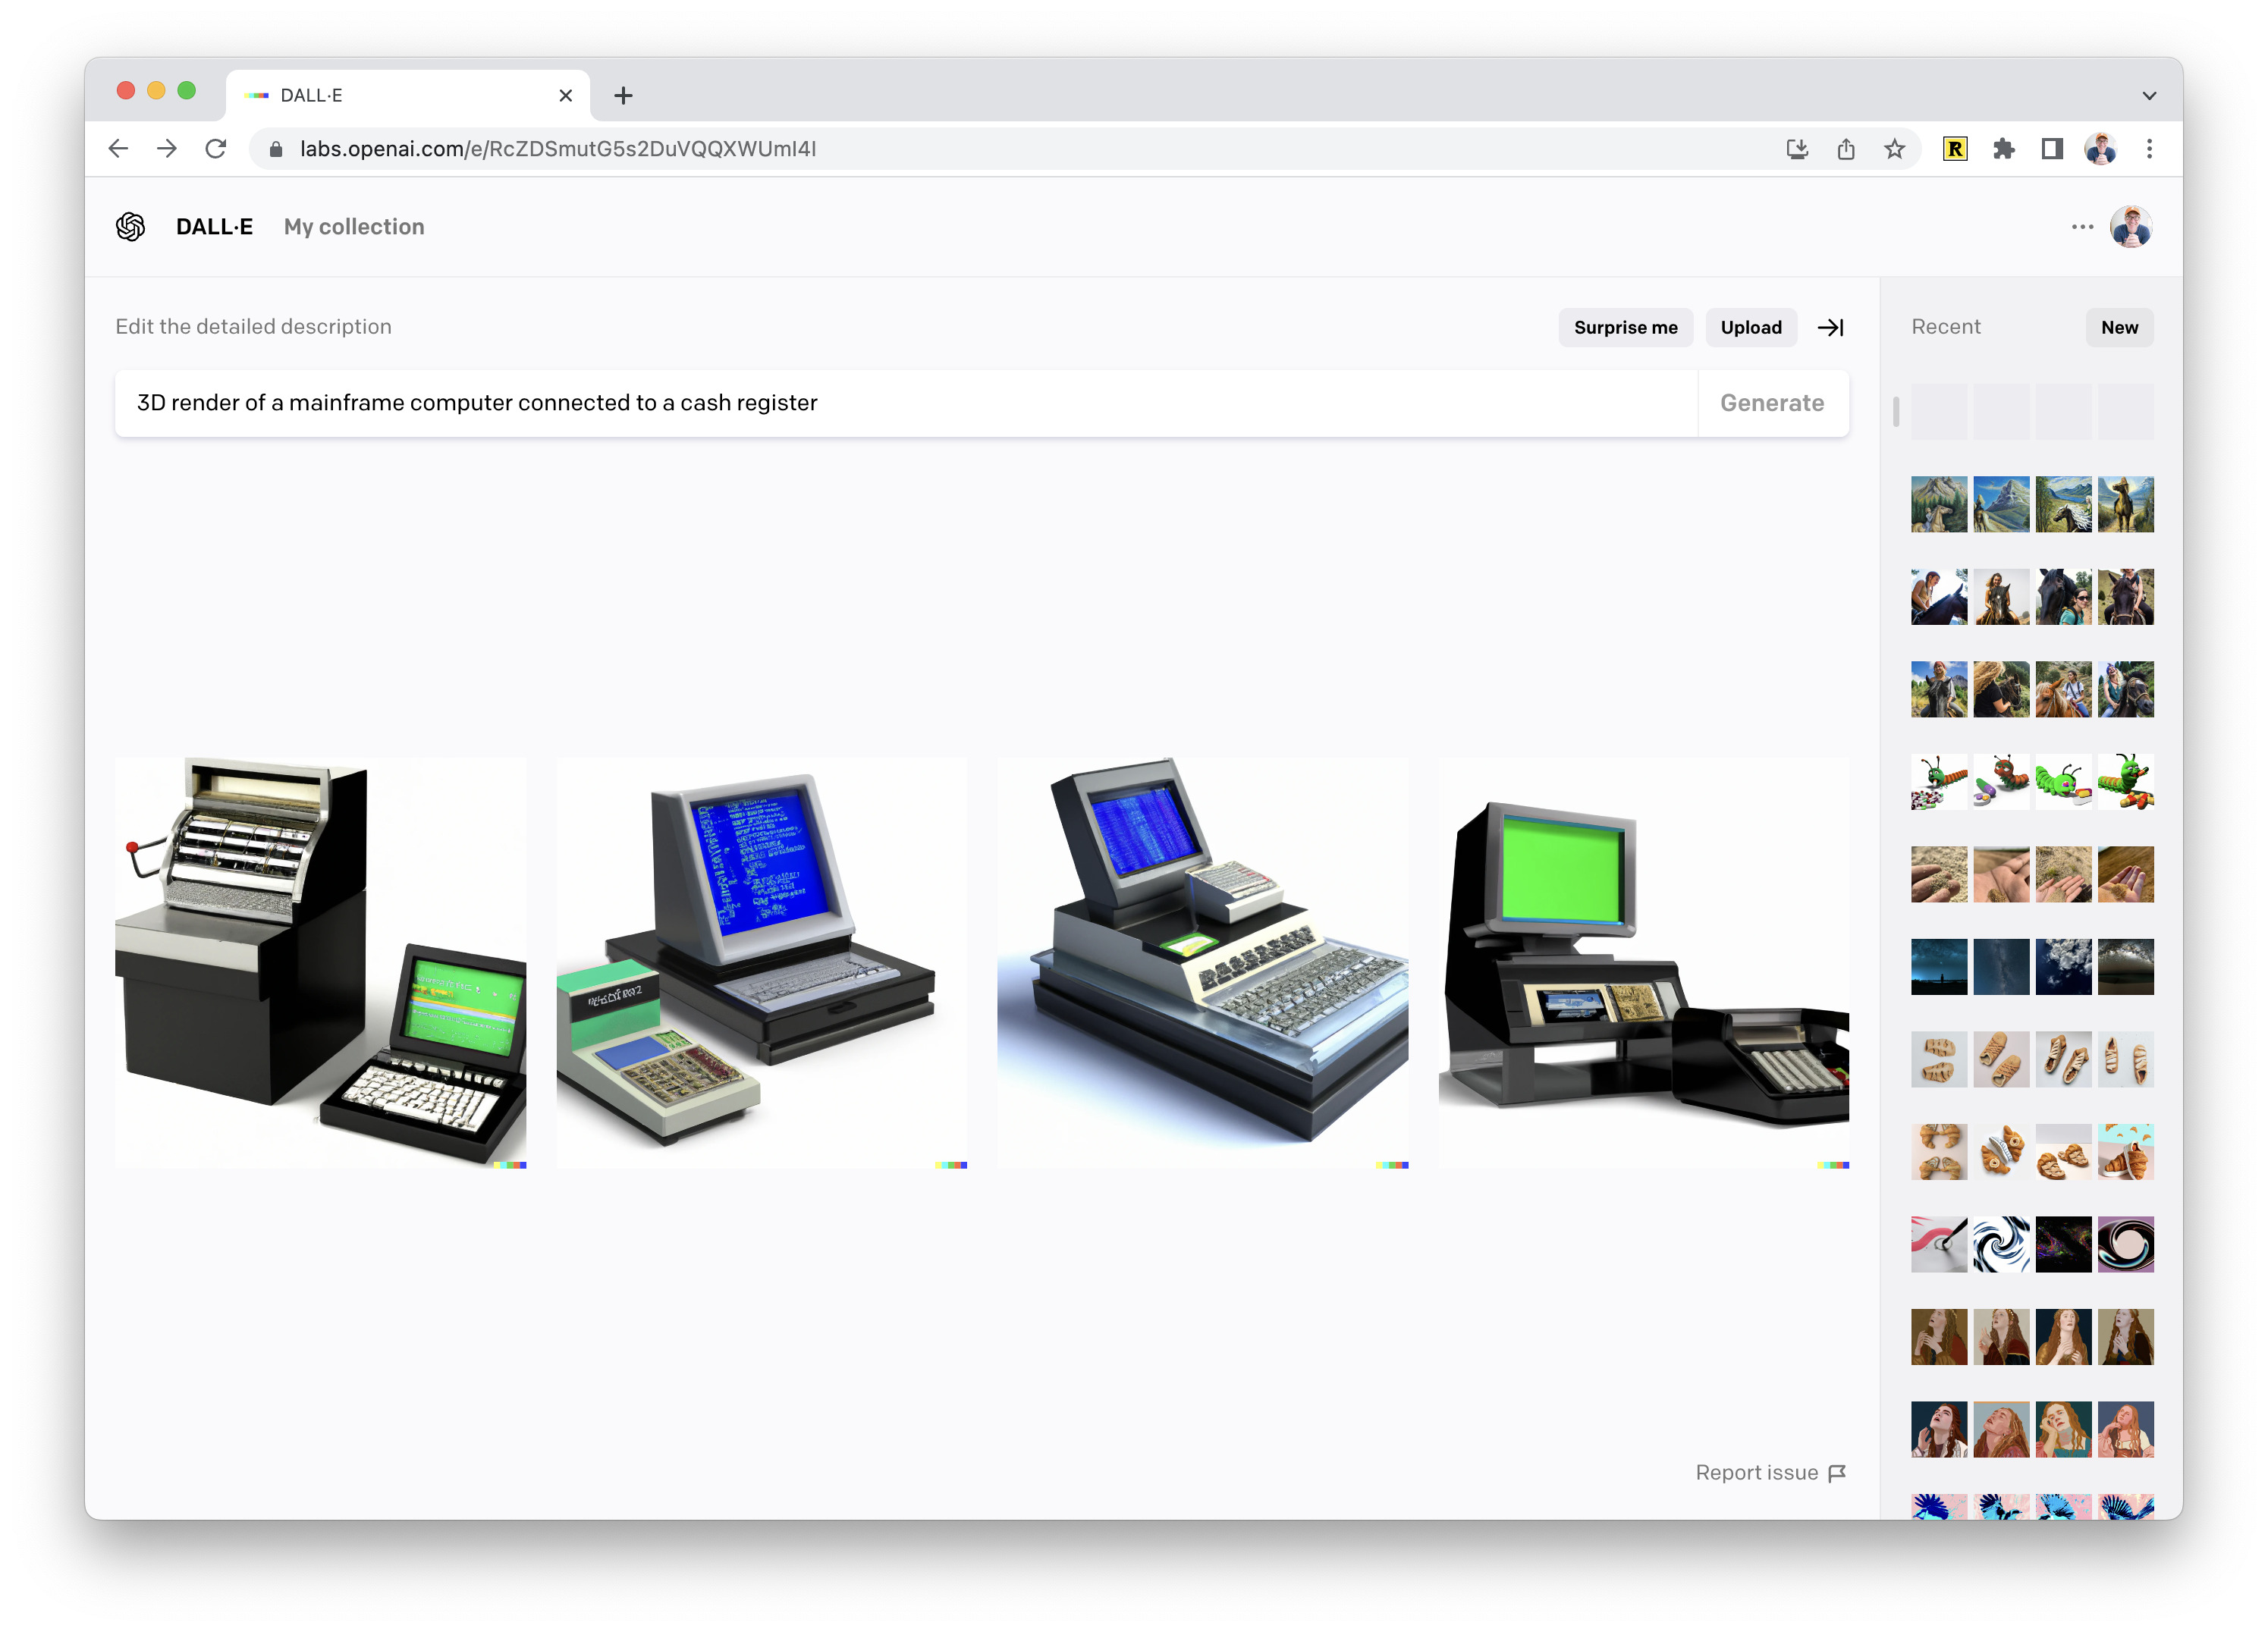 DALL·E
labs.openai.com/e/RcZDSmutG5s2DuVQQXWUmI4I
R
DALL·E My collection
Edit the detailed description
Surprise me
Upload
Recent
New
3D render of a mainframe computer connected to a cash register
Generate
Report issue